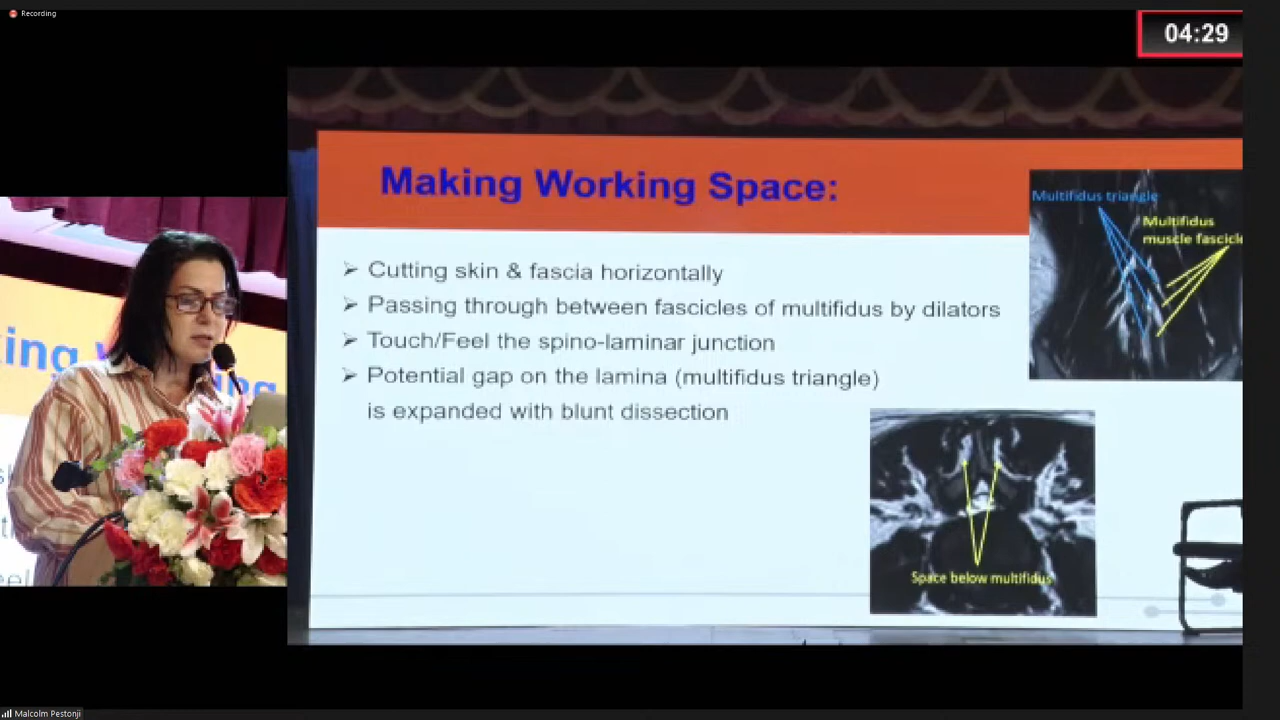 Recording
04:29
Making Working Space:
Multifidus triangle
Multifidus
muscle fascicle
➢ Cutting skin & fascia horizontally
➢ Passing through between fascicles of multifidus by dilators
➢ Touch/Feel the spino-laminar junction
➢ Potential gap on the lamina (multifidus triangle)
is expanded with blunt dissection
Space below multifidus
Malcolm Pestonji